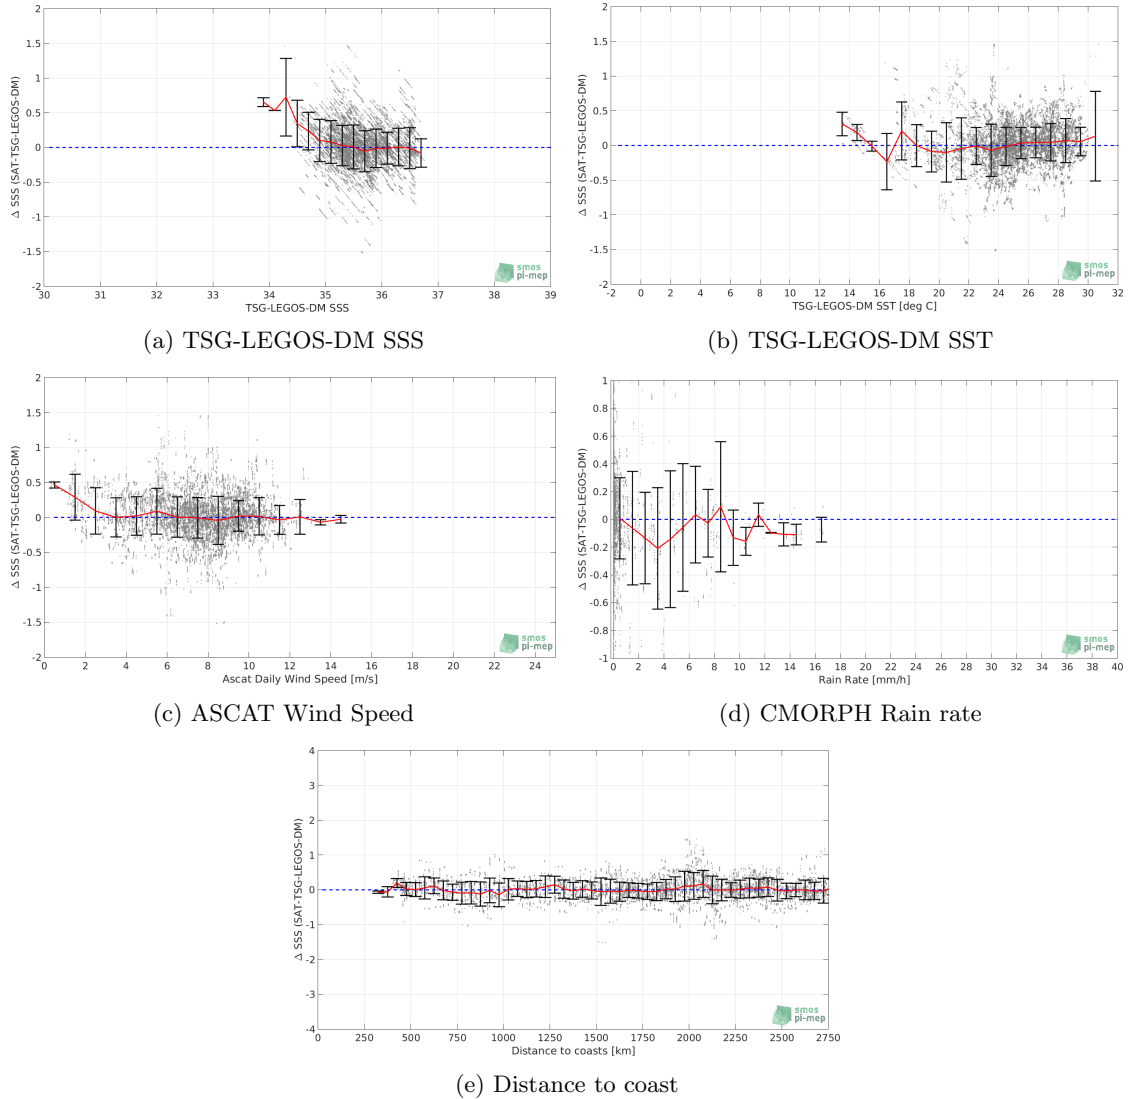 2
1.5
1
0.5
0
-0.5
-1
-1.5
-2
Δ SSS (SAT-TSG-LEGOS-DM)
30 31 32 33 34 35 36 37 38 39
TSG-LEGOS-DM SSS
smos
pi-mep
(a) TSG-LEGOS-DM SSS
2
1.5
1
0.5
0
-0.5
-1
-1.5
-2
Δ SSS (SAT-TSG-LEGOS-DM)
-2 0 2 4 6 8 10 12 14 16 18 20 22 24 26 28 30 32
TSG-LEGOS-DM SST [deg C]
smos
pi-mep
(b) TSG-LEGOS-DM SST
2
1.5
1
0.5
0
-0.5
-1
-1.5
-2
Δ SSS (SAT-TSG-LEGOS-DM)
0 2 4 6 8 10 12 14 16 18 20 22 24
Ascat Daily Wind Speed [m/s]
smos
pi-mep
(c) ASCAT Wind Speed
1
0.8
0.6
0.4
0.2
0
-0.2
-0.4
-0.6
-0.8
-1
Δ SSS (SAT-TSG-LEGOS-DM)
0 2 4 6 8 10 12 14 16 18 20 22 24 26 28 30 32 34 36 38 40
Rain Rate [mm/h]
smos
pi-mep
(d) CMORPH Rain rate
4
3
2
1
0
-1
-2
-3
-4
Δ SSS (SAT-TSG-LEGOS-DM)
0 250 500 750 1000 1250 1500 1750 2000 2250 2500 2750
Distance to coasts [km]
smos
pi-mep
(e) Distance to coast